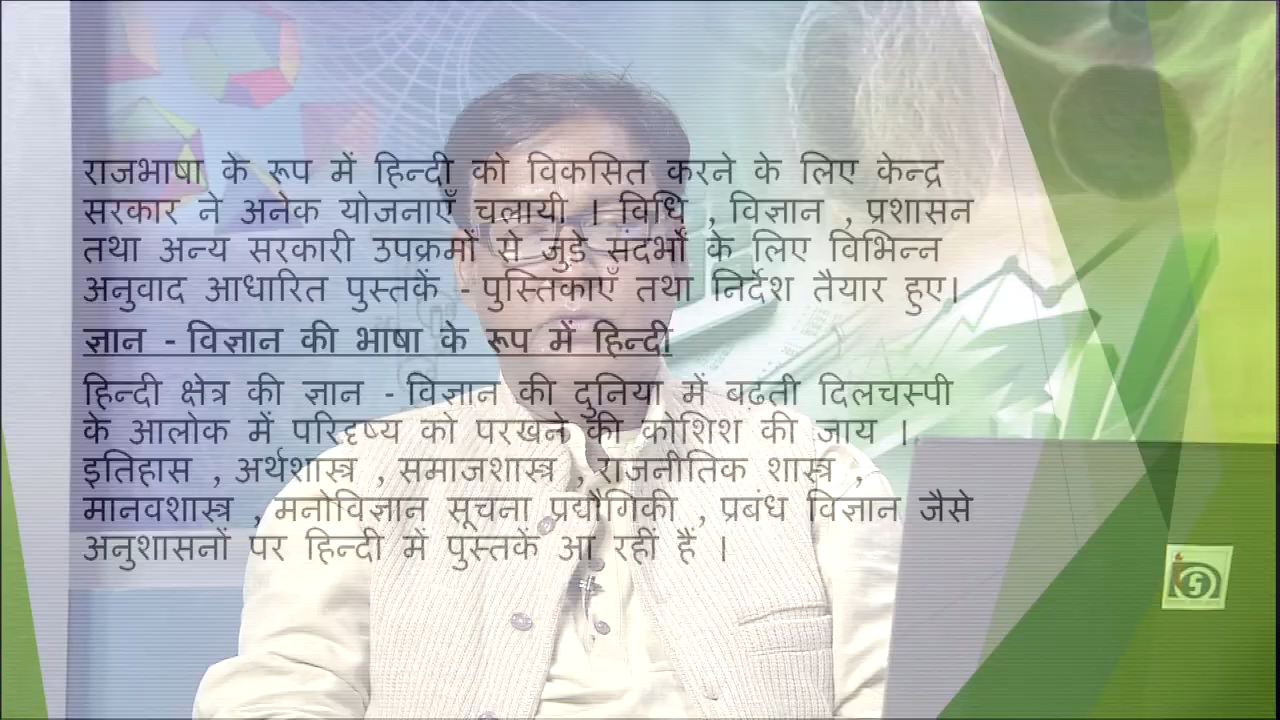 राजभाषा के रूप में हिन्दी को विकसित करने के लिए केन्द्र
सरकार ने अनेक योजनाएँ चलायी । विधि , विज्ञान , प्रशासन
तथा अन्य सरकारी उपक्रमों से जुडे संदर्भों के लिए विभिन्न
अनुवाद आधारित पुस्तकें - पुस्तिकाएँ तथा निर्देश तैयार हुए।
ज्ञान - विज्ञान की भाषा के रूप में हिन्दी
हिन्दी क्षेत्र की ज्ञान - विज्ञान की दुनिया में बढती दिलचस्पी
के आलोक में परिदृष्य को परखने की कोशिश की जाय ।
इतिहास , अर्थशास्त्र , समाजशास्त्र , राजनीतिक शास्त्र ,
मानवशास्त्र , मनोविज्ञान सूचना प्रद्यौगिकी , प्रबंध विज्ञान जैसे
अनुशासनों पर हिन्दी में पुस्तकें आ रहीं हैं ।